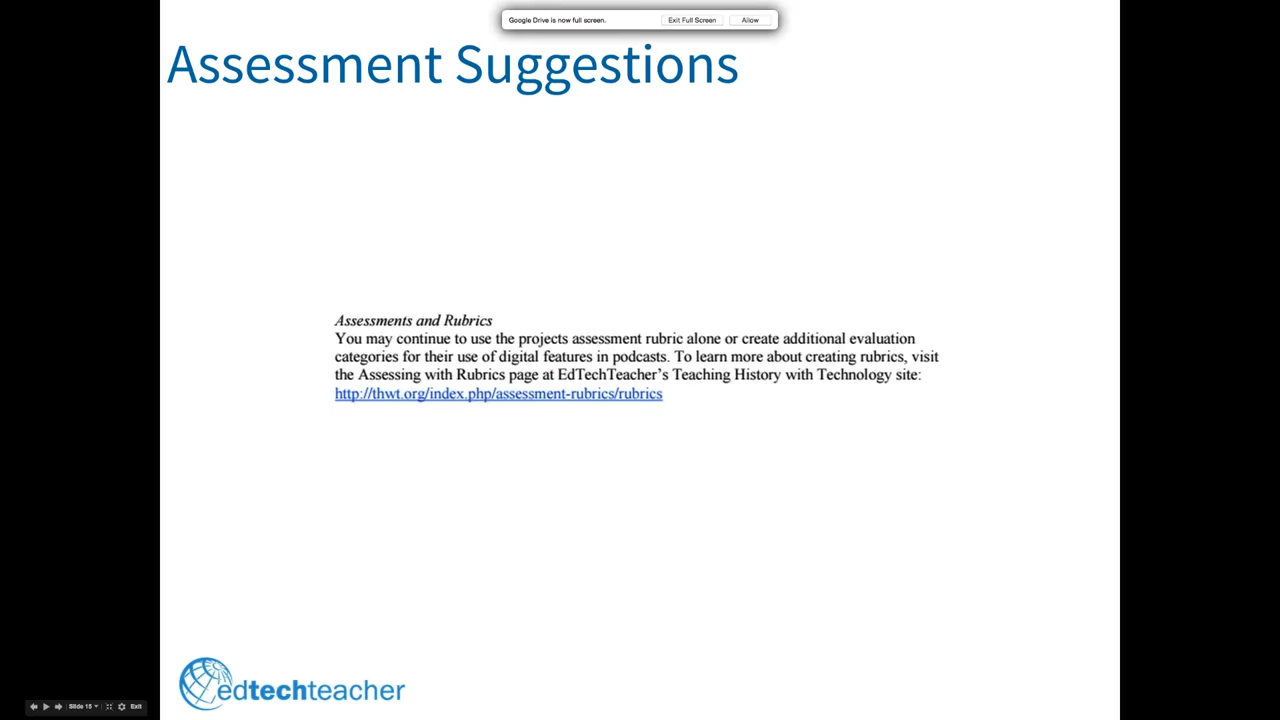 Google Drive is now full screen. Exit Full Screen Allow
Assessment Suggestions
Assessments and Rubrics
You may continue to use the projects assessment rubric alone or create additional evaluation
categories for their use of digital features in podcasts. To learn more about creating rubrics, visit
the Assessing with Rubrics page at EdTechTeacher’s Teaching History with Technology site:
http://thwt.org/index.php/assessment-rubrics/rubrics
edtechteacher
Slide 15 Exit